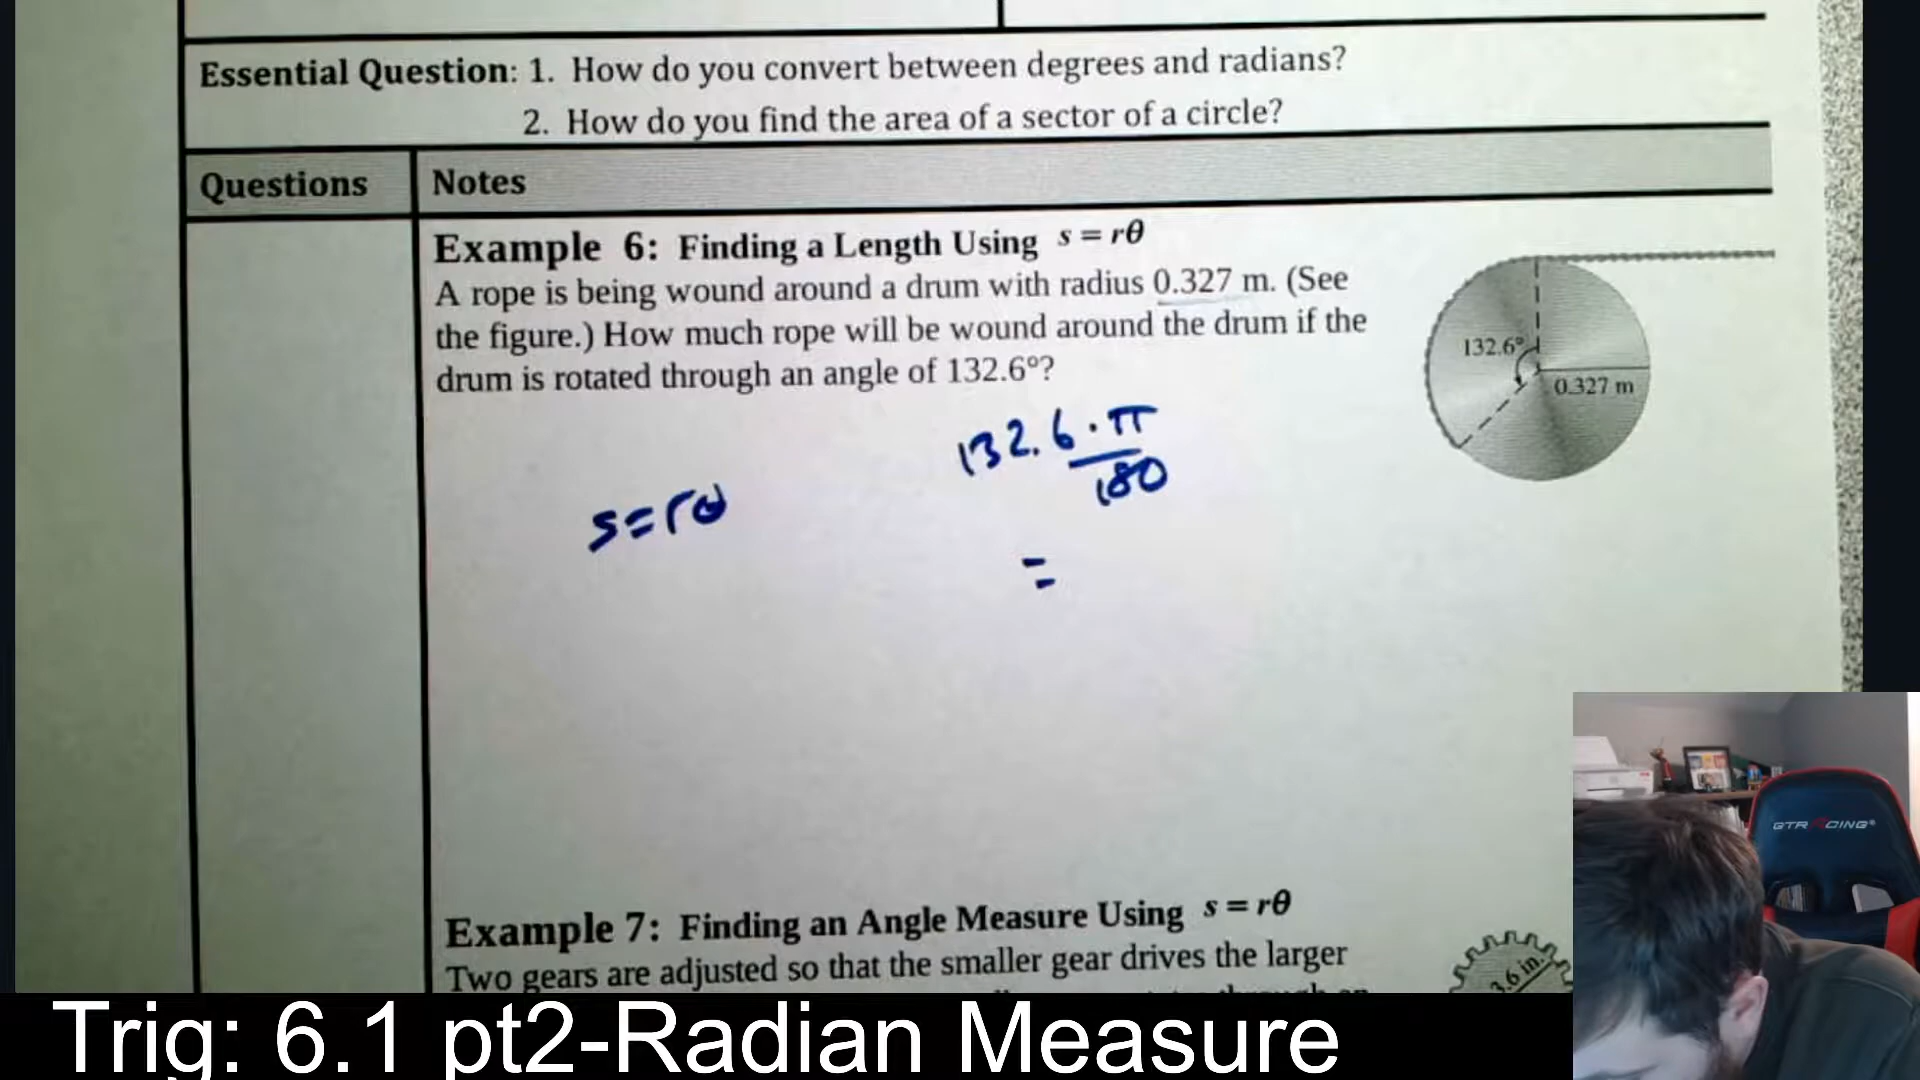 Essential Question: 1. How do you convert between degrees and radians?
2. How do you find the area of a sector of a circle?
Questions
Notes
Example 6: Finding a Length Using s = rθ
A rope is being wound around a drum with radius 0.327 m. (See
the figure.) How much rope will be wound around the drum if the
drum is rotated through an angle of 132.6º?
132.6°
0.327 m
132.6 · π
180
s=rθ
=
Example 7: Finding an Angle Measure Using s = rθ
Two gears are adjusted so that the smaller gear drives the larger
3.6 in.
GTRACING
Trig: 6.1 pt2-Radian Measure